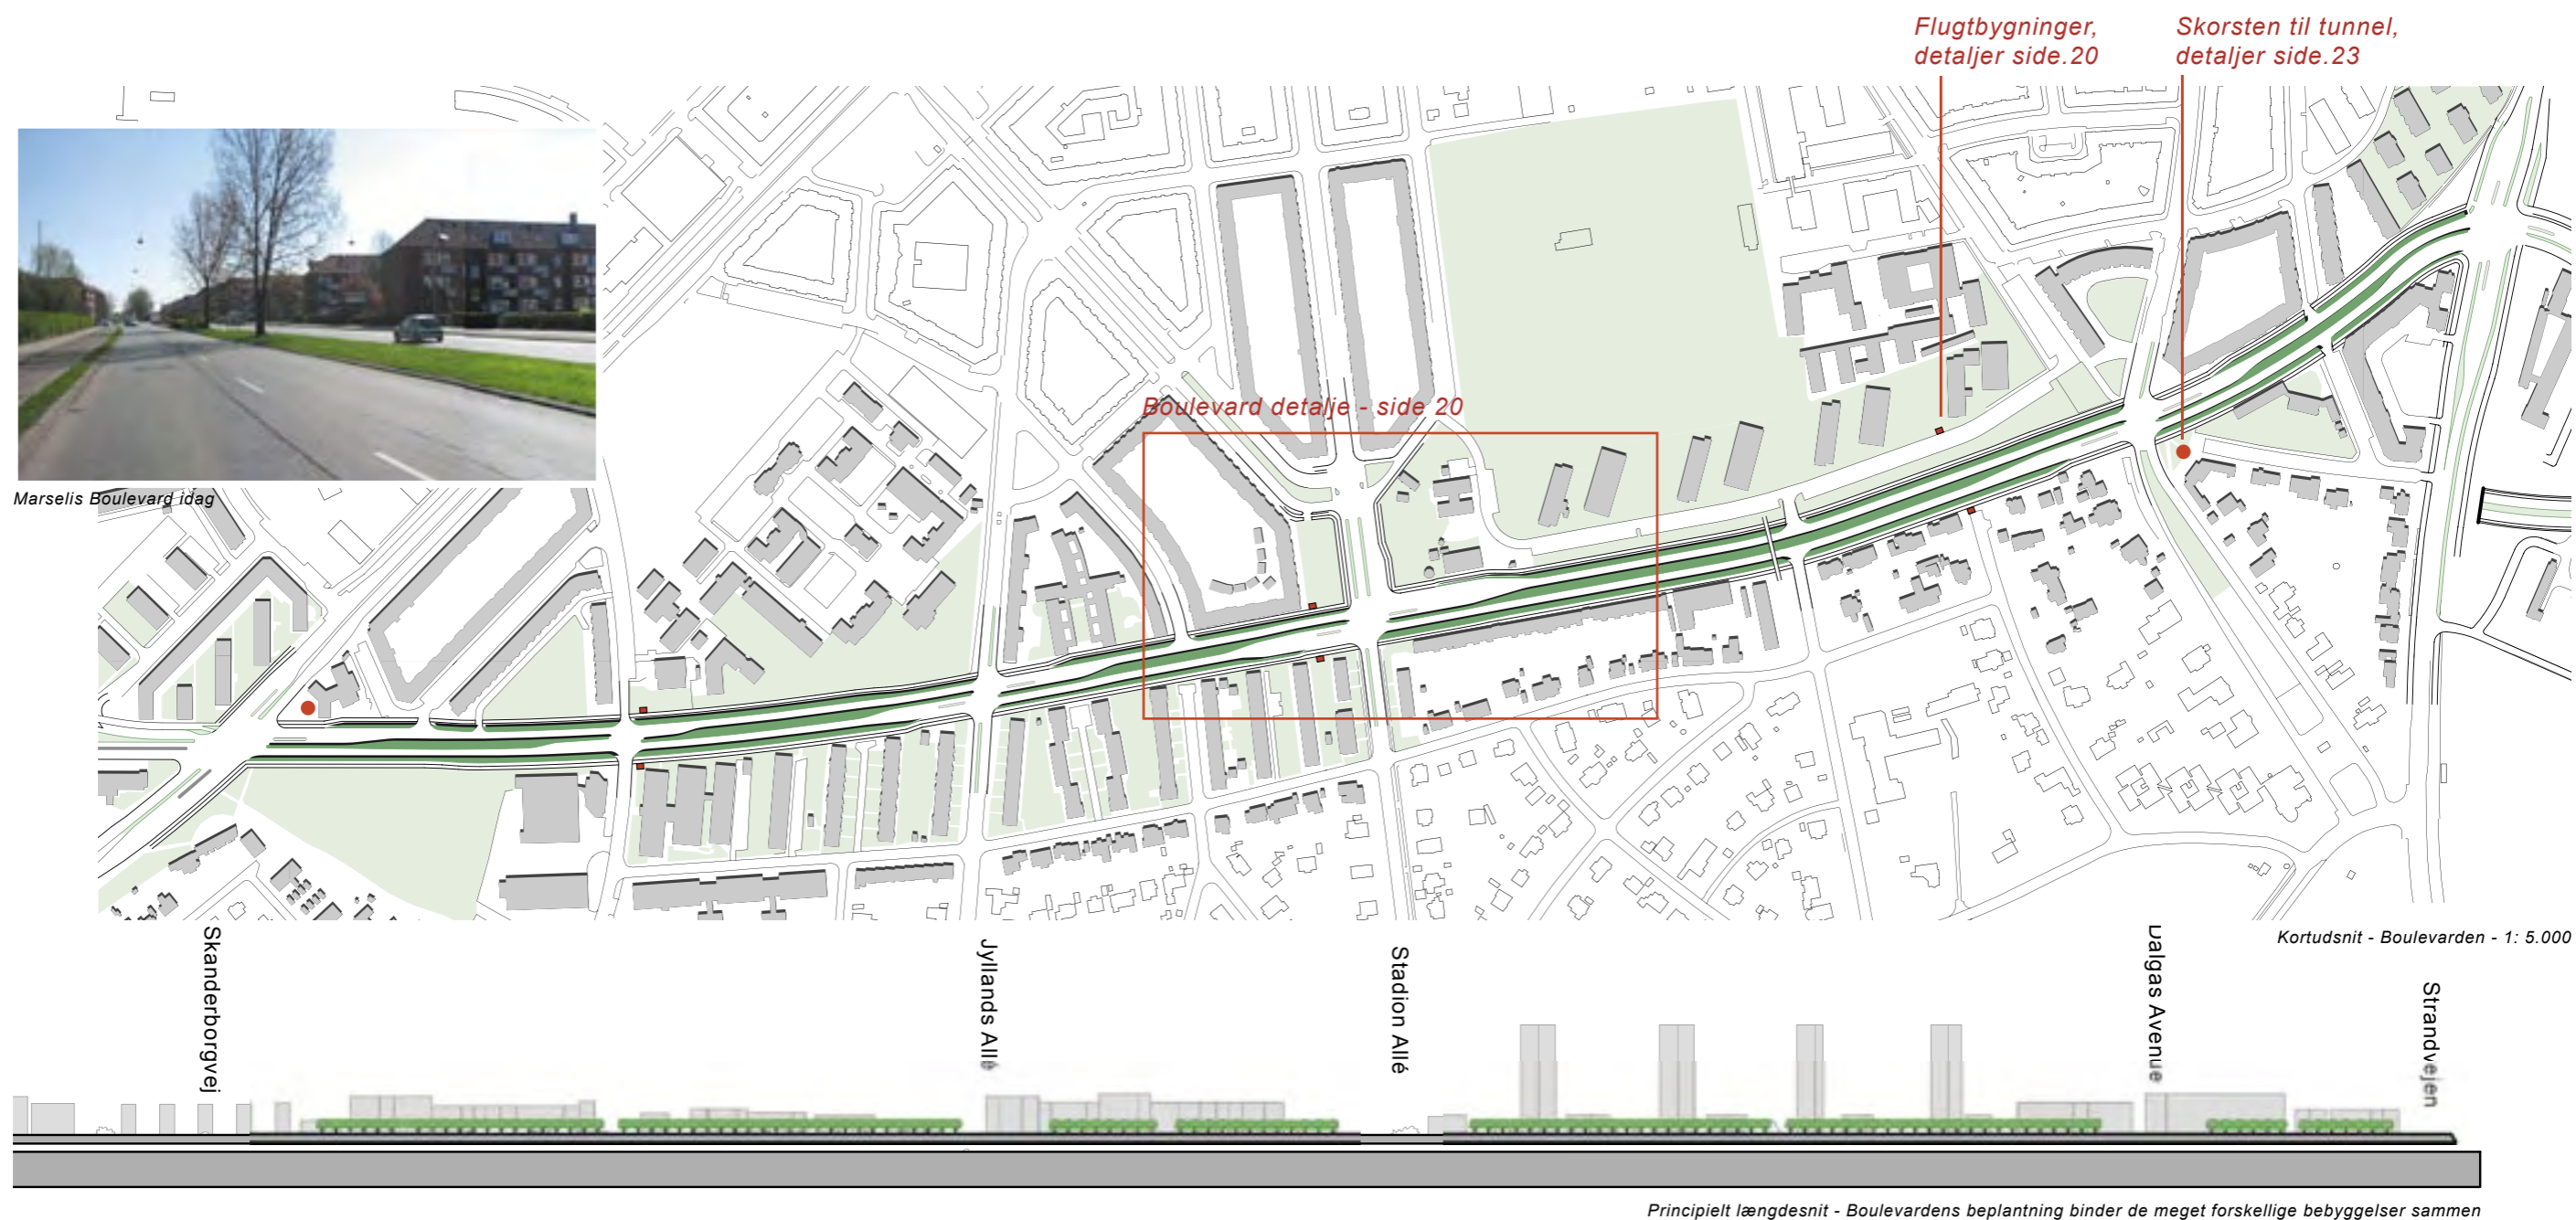 Flugtbygninger,
detaljer side.20
Skorsten til tunnel,
detaljer side.23
Boulevard detalje - side 20
Marselis Boulevard idag
Kortudsnit - Boulevarden - 1: 5.000
Skanderborgvej
Jyllands Allé
Stadion Allé
Dalgas Avenue
Strandvejen
Principielt længdesnit - Boulevardens beplantning binder de meget forskellige bebyggelser sammen